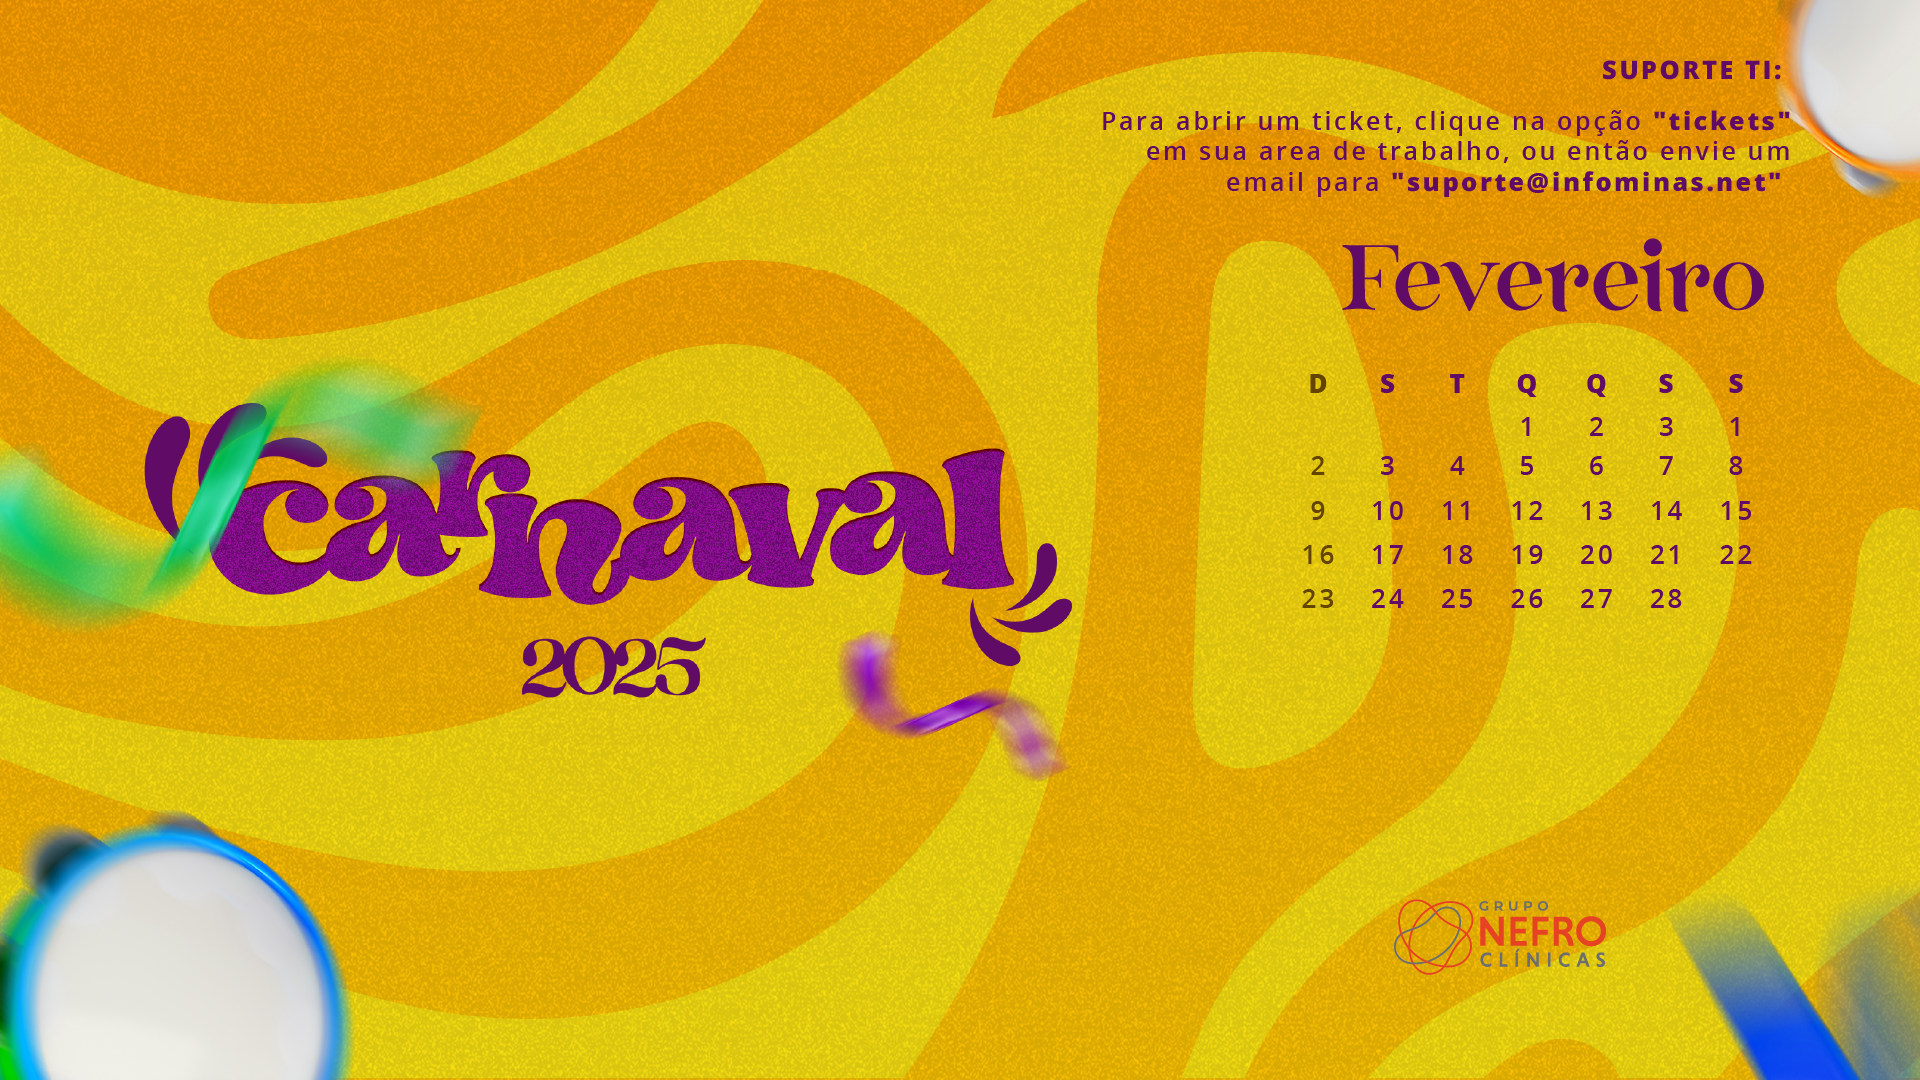 SUPORTE TI:
Para abrir um ticket, clique na opção "tickets"
em sua area de trabalho, ou então envie um
email para "suporte@infominas.net"
Fevereiro
D S T Q Q S S
1 2 3 1
2 3 4 5 6 7 8
9 10 11 12 13 14 15
16 17 18 19 20 21 22
23 24 25 26 27 28
Carnaval
2025
GRUPO
NEFRO
CLÍNICAS